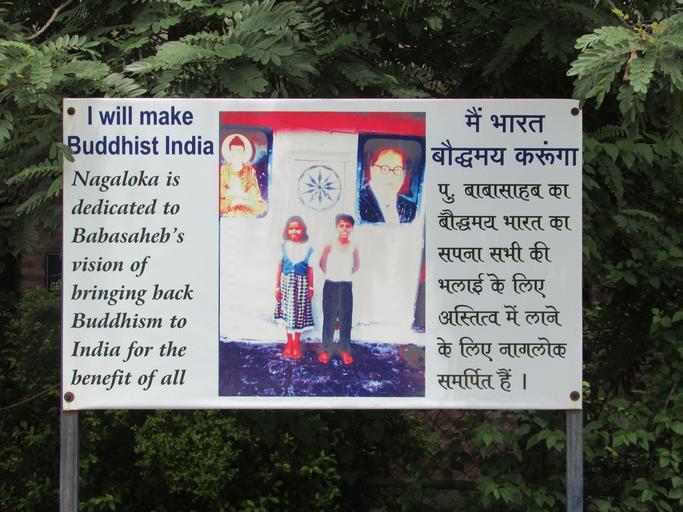 I will make
Buddhist India
Nagaloka is
dedicated to
Babasaheb's
vision of
bringing back
Buddhism to
India for the
benefit of all
मैं भारत
बौद्धमय करूंगा
पु. बाबासाहब का
बौद्धमय भारत का
सपना सभी की
भलाई के लिए
अस्तित्व में लाने
के लिए नागलोक
समर्पित हैं ।